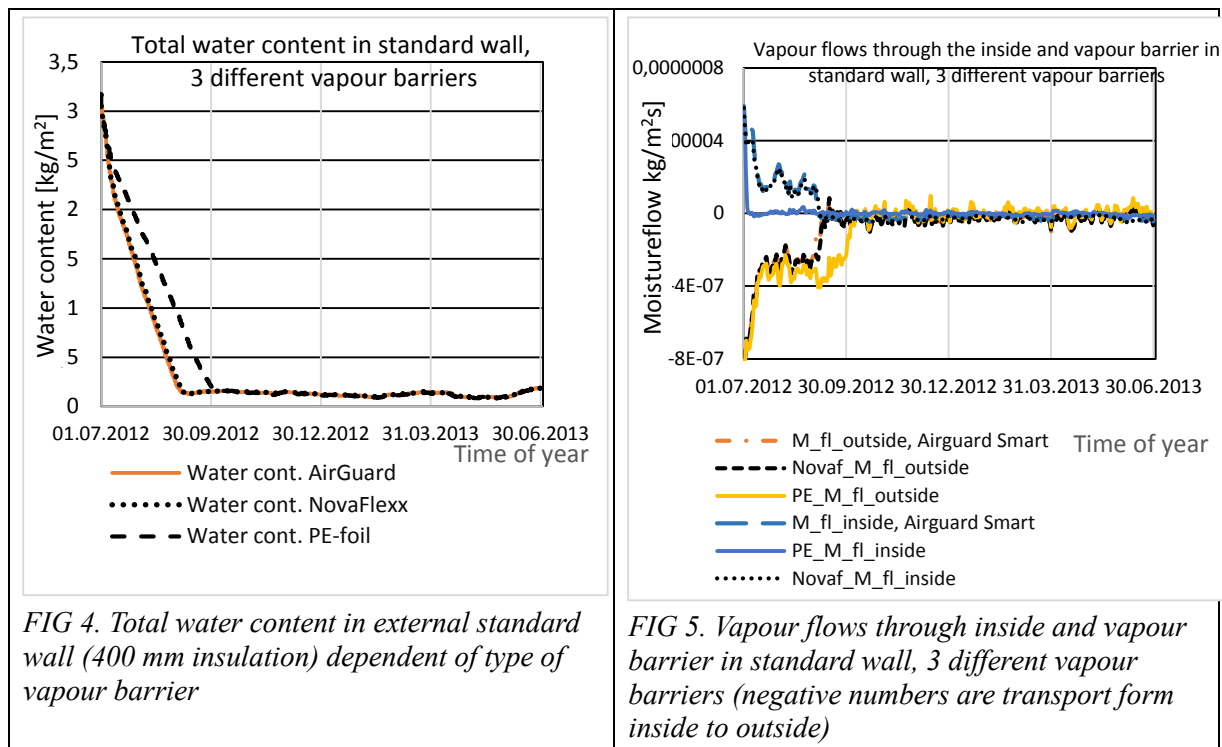 Total water content in standard wall,
3 different vapour barriers
Water content [kg/m²]
3,5
3
5
2
5
1
5
0
01.07.2012 30.09.2012 30.12.2012 31.03.2013 30.06.2013
Time of year
Water cont. AirGuard
Water cont. NovaFlexx
Water cont. PE-foil
FIG 4. Total water content in external standard
wall (400 mm insulation) dependent of type of
vapour barrier
Vapour flows through the inside and vapour barrier in
standard wall, 3 different vapour barriers
Moistureflow kg/m²s]
0,0000008
00004
0
-4E-07
-8E-07
01.07.2012 30.09.2012 30.12.2012 31.03.2013 30.06.2013
Time of year
M_fl_outside, Airguard Smart
Novaf_M_fl_outside
PE_M_fl_outside
M_fl_inside, Airguard Smart
PE_M_fl_inside
Novaf_M_fl_inside
FIG 5. Vapour flows through inside and vapour
barrier in standard wall, 3 different vapour
barriers (negative numbers are transport form
inside to outside)